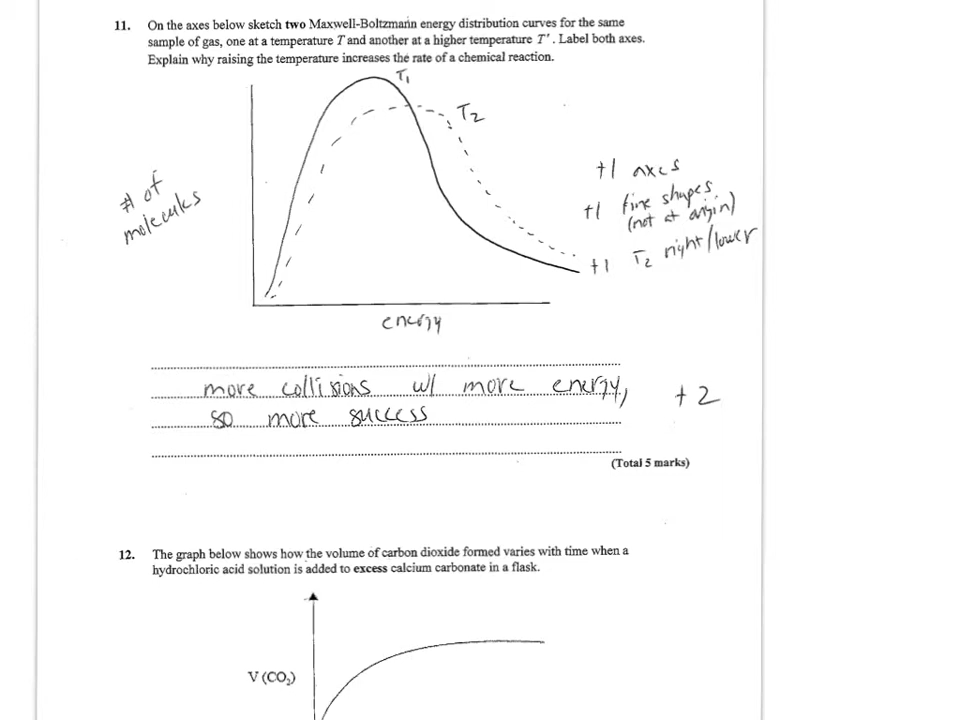 11. On the axes below sketch two Maxwell-Boltzmann energy distribution curves for the same
sample of gas, one at a temperature T and another at a higher temperature T'. Label both axes.
Explain why raising the temperature increases the rate of a chemical reaction.
T1
T2
# of
molecules
+1 axes
+1 fine shapes
(not at origin)
+1 T2 right/lower
energy
more collisions w/ more energy,
so more success
+2
(Total 5 marks)
12. The graph below shows how the volume of carbon dioxide formed varies with time when a
hydrochloric acid solution is added to excess calcium carbonate in a flask.
V (CO2)